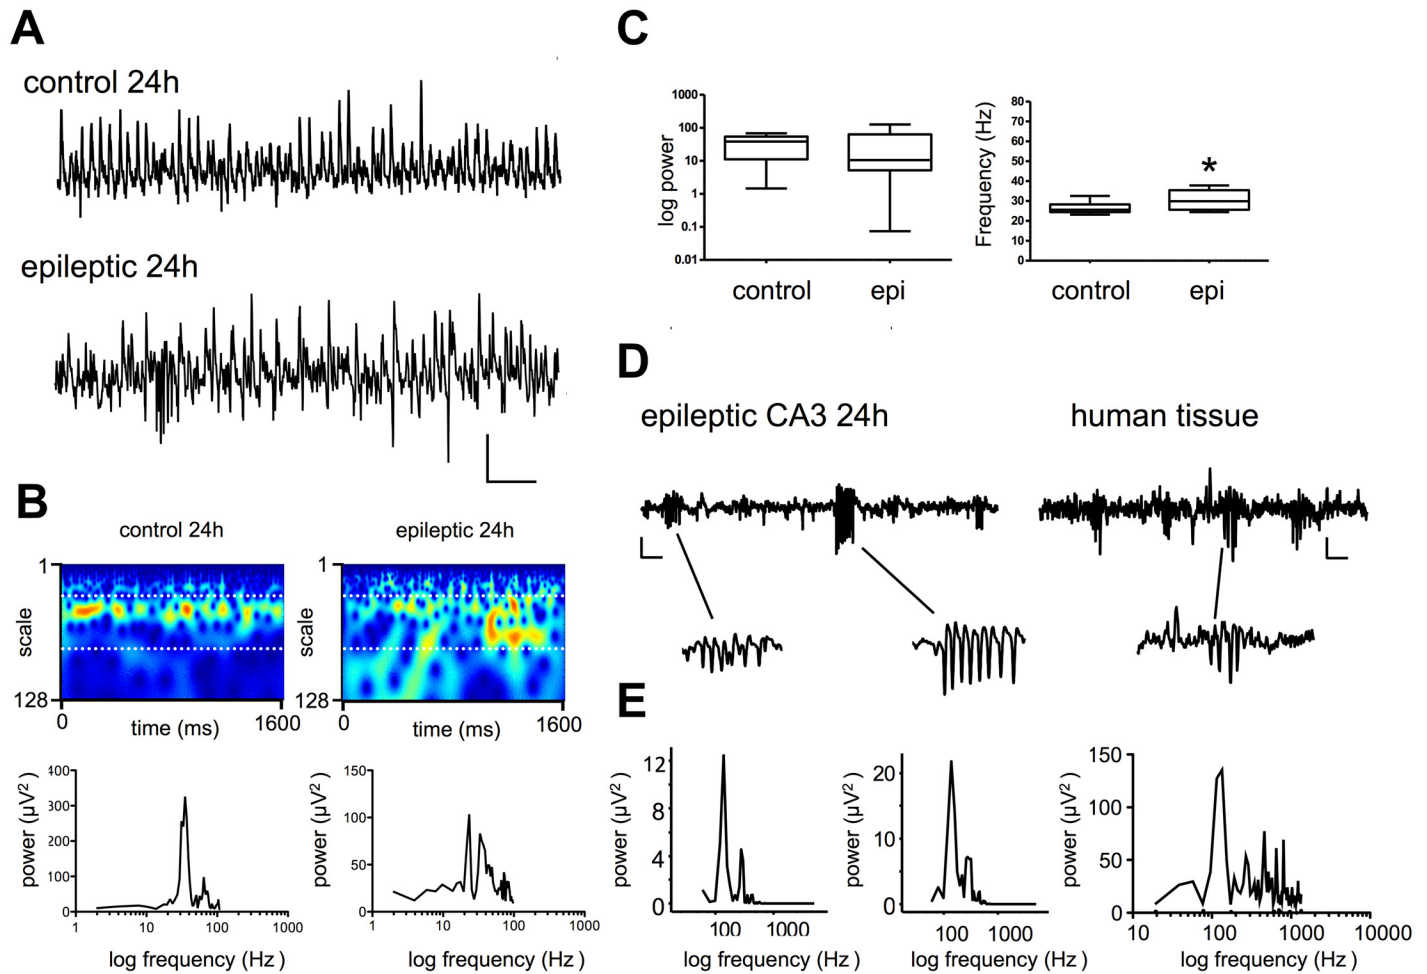 A
control 24h
epileptic 24h
B
control 24h
epileptic 24h
1
scale
128
0
time (ms)
1600
1
scale
128
0
time (ms)
1600
400
300
200
100
0
power (µV²)
1
10
100
1000
log frequency (Hz)
150
100
50
0
power (µV²)
1
10
100
1000
log frequency (Hz)
C
1000
100
10
1
0.1
0.01
log power
control
epi
80
70
60
50
40
30
20
10
0
Frequency (Hz)
*
control
epi
D
epileptic CA3 24h
human tissue
E
12
8
4
0
power (µV²)
100
1000
log frequency (Hz)
20
10
0
power (µV²)
100
1000
log frequency (Hz)
150
100
50
0
power (µV²)
10
100
1000
10000
log frequency (Hz)